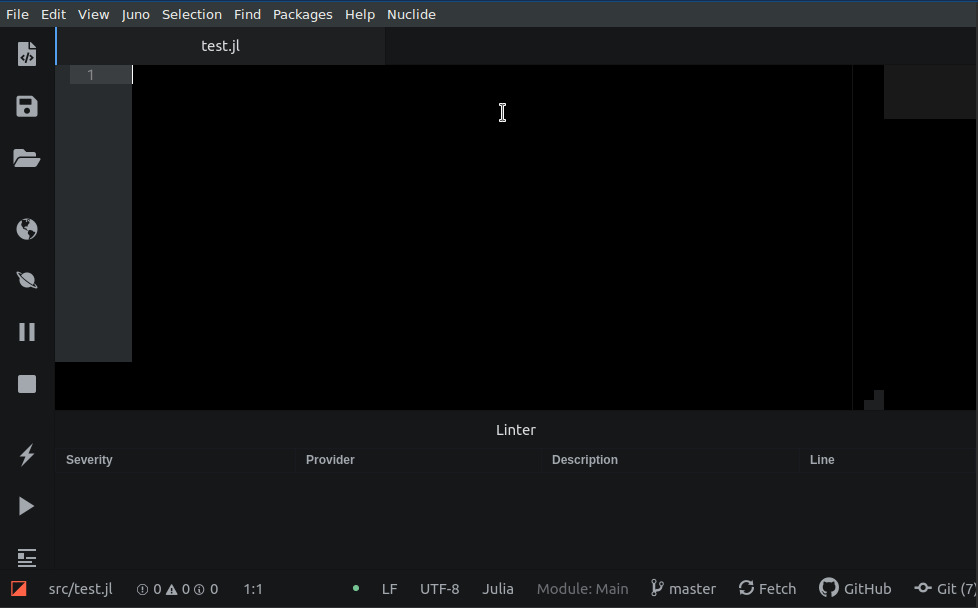 File Edit View Juno Selection Find Packages Help Nuclide
test.jl
1
Linter
Severity Provider Description Line
src/test.jl 0 0 0 1:1 LF UTF-8 Julia Module: Main master Fetch GitHub Git (7)